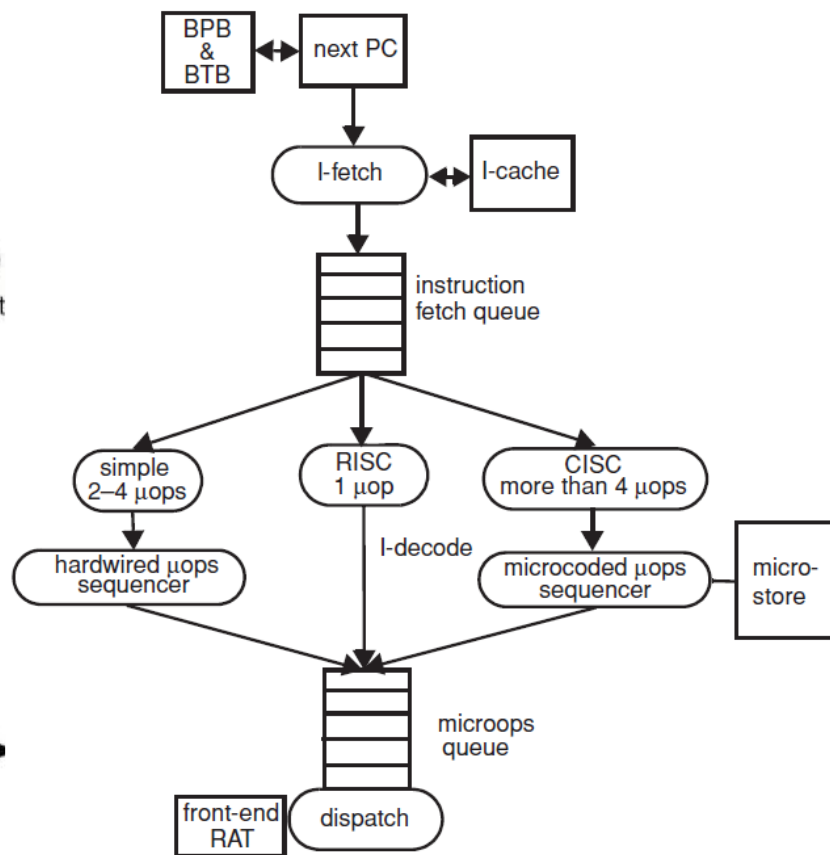 BPB
&
BTB
next PC
I-fetch
I-cache
instruction
fetch queue
simple
2–4 μops
RISC
1 μop
CISC
more than 4 μops
I-decode
hardwired μops
sequencer
microcoded μops
sequencer
micro-
store
microops
queue
front-end
RAT
dispatch